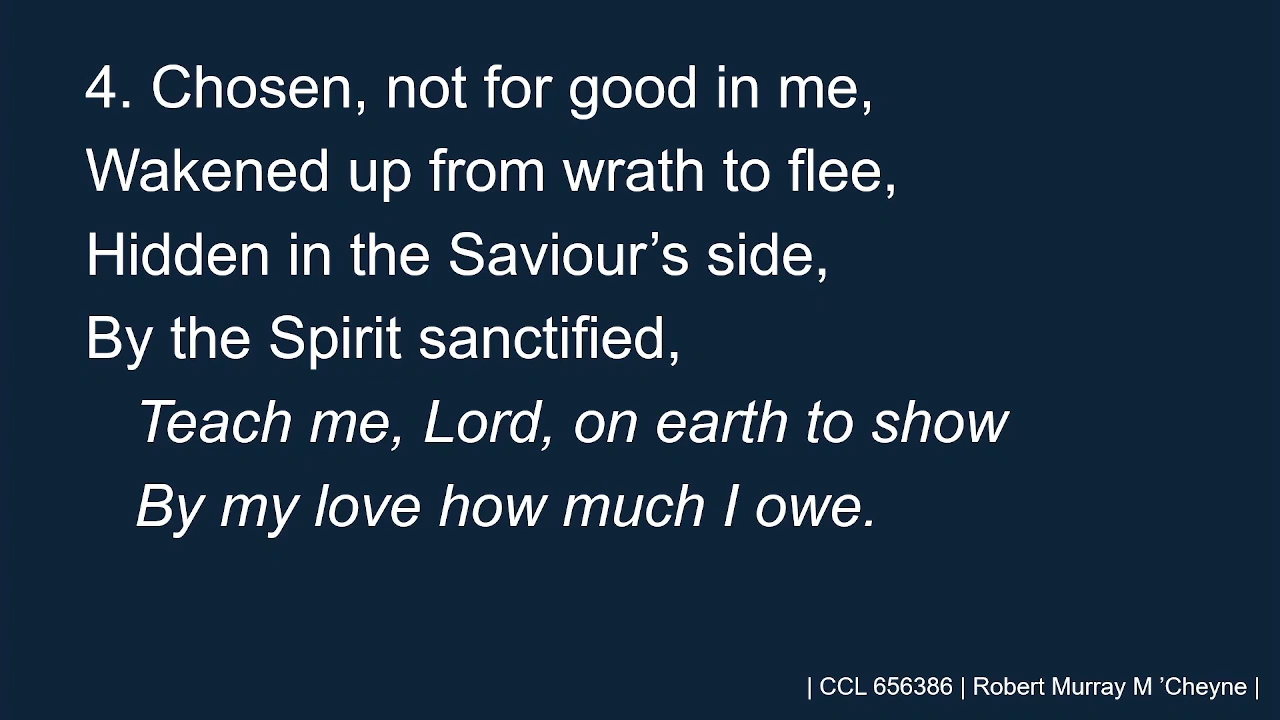 4. Chosen, not for good in me,
Wakened up from wrath to flee,
Hidden in the Saviour’s side,
By the Spirit sanctified,
Teach me, Lord, on earth to show
By my love how much I owe.
| CCL 656386 | Robert Murray M ’Cheyne |